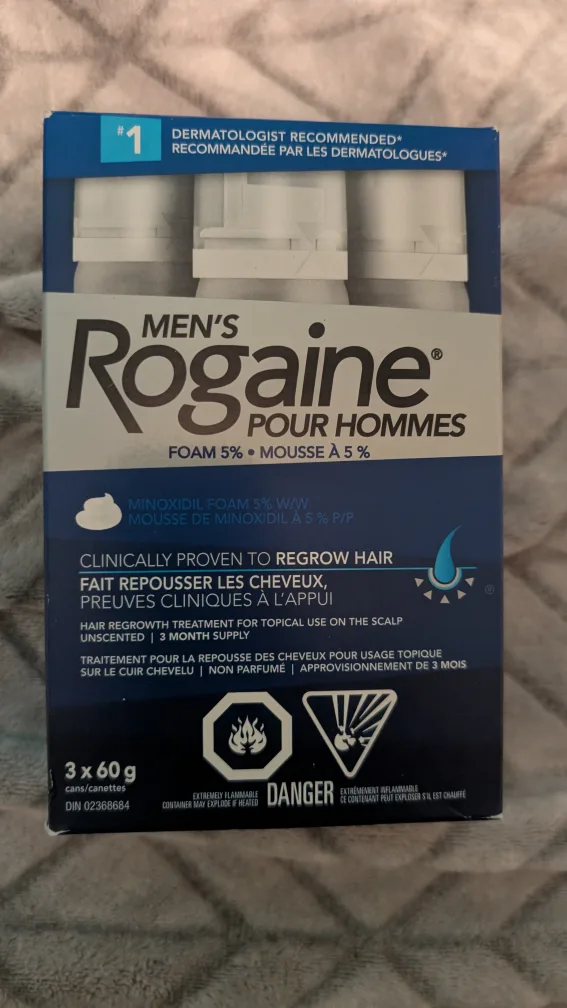 #1
DERMATOLOGIST RECOMMENDED*
RECOMMANDÉE PAR LES DERMATOLOGUES*
MEN'S
Rogaine®
POUR HOMMES
FOAM 5% • MOUSSE À 5 %
MINOXIDIL FOAM 5% W/W
MOUSSE DE MINOXIDIL À 5 % P/P
CLINICALLY PROVEN TO REGROW HAIR
FAIT REPOUSSER LES CHEVEUX,
PREUVES CLINIQUES À L'APPUI
®
HAIR REGROWTH TREATMENT FOR TOPICAL USE ON THE SCALP
UNSCENTED | 3 MONTH SUPPLY
TRAITEMENT POUR LA REPOUSSE DES CHEVEUX POUR USAGE TOPIQUE
SUR LE CUIR CHEVELU | NON PARFUMÉ | APPROVISIONNEMENT DE 3 MOIS
3 x 60 g
cans/canettes
DIN 02368684
EXTREMELY FLAMMABLE
CONTAINER MAY EXPLODE IF HEATED
DANGER
EXTRÊMEMENT INFLAMMABLE
CE CONTENANT PEUT EXPLOSER S'IL EST CHAUFFÉ